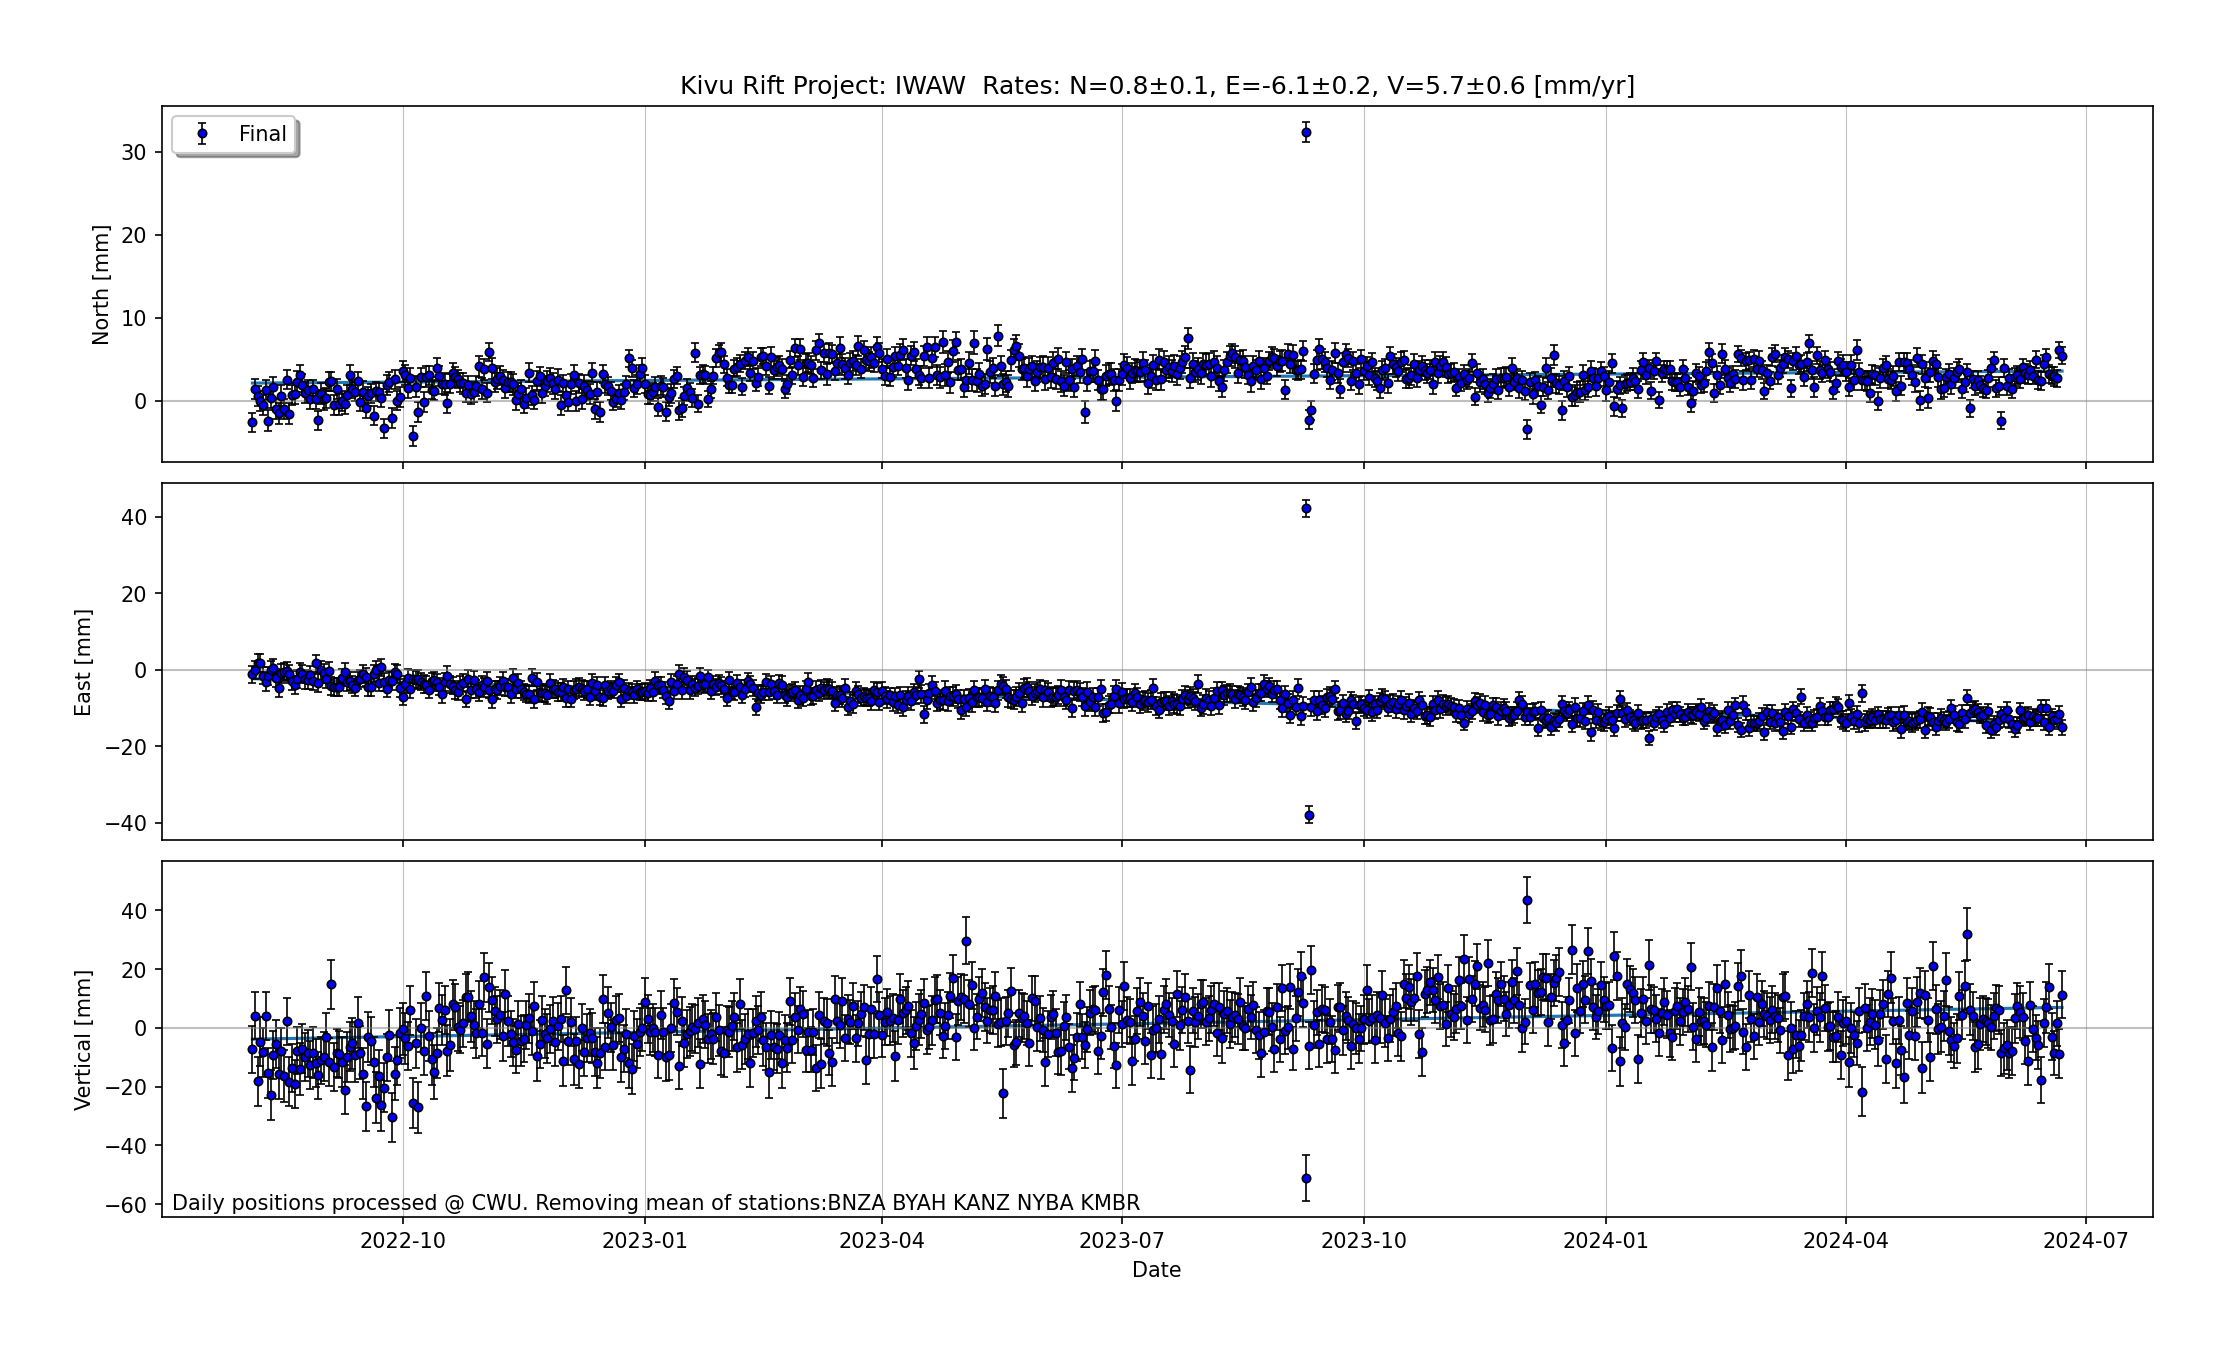 Kivu Rift Project: IWAW  Rates: N=0.8±0.1, E=-6.1±0.2, V=5.7±0.6 [mm/yr]
Final
North [mm]
30
20
10
0
East [mm]
40
20
0
−20
−40
Vertical [mm]
40
20
0
−20
−40
−60
Daily positions processed @ CWU. Removing mean of stations:BNZA BYAH KANZ NYBA KMBR
2022-10 2023-01 2023-04 2023-07 2023-10 2024-01 2024-04 2024-07
Date